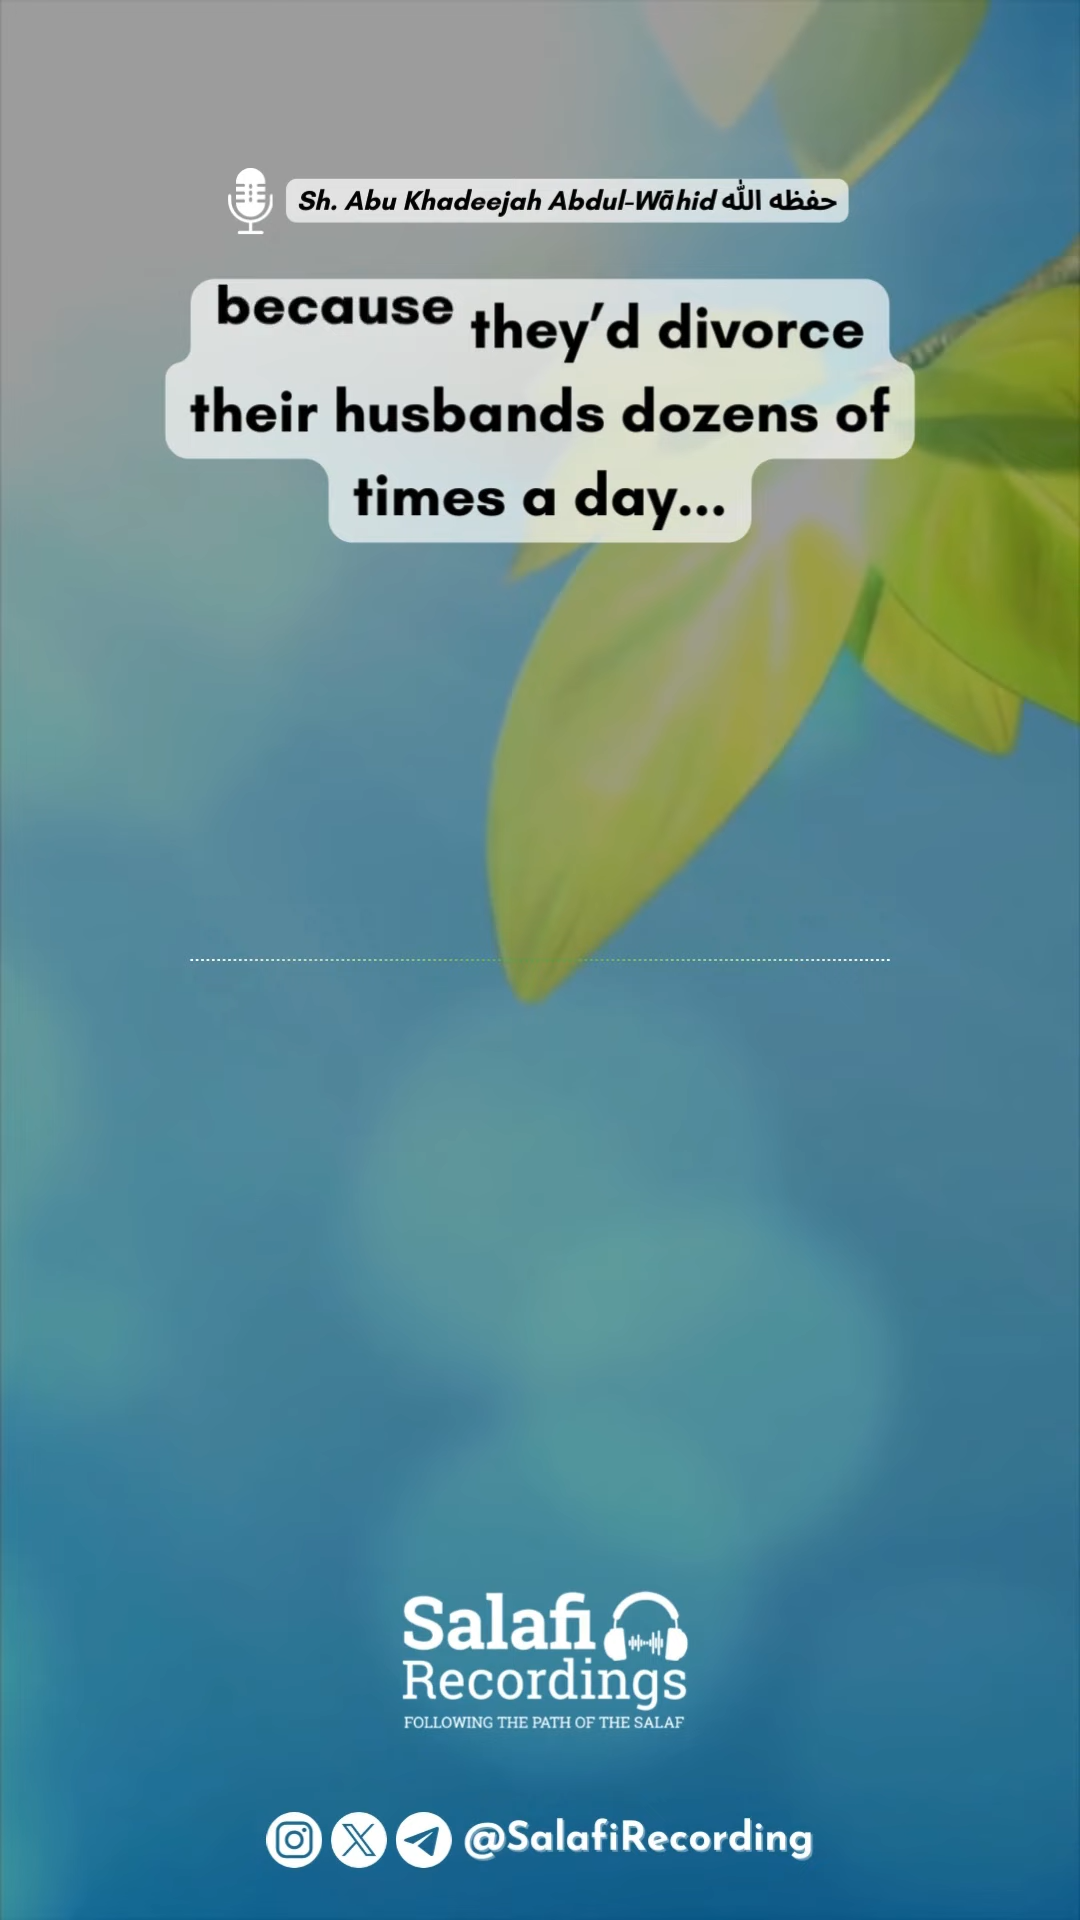 Sh. Abu Khadeejah Abdul-Wāhid حفظه الله
because they’d divorce
their husbands dozens of
times a day...
Salafi
Recordings
FOLLOWING THE PATH OF THE SALAF
@SalafiRecording